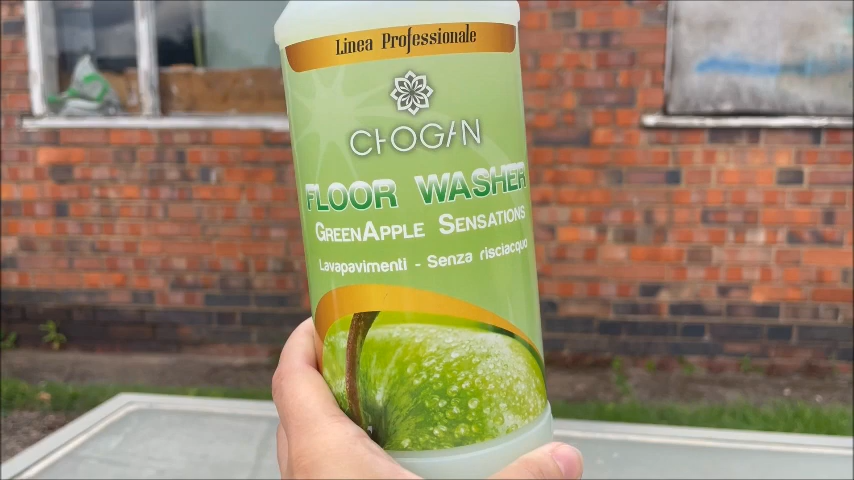 Linea Professionale
CHOGAN
FLOOR WASHER
GREENAPPLE SENSATIONS
Lavapavimenti - Senza risciacquo